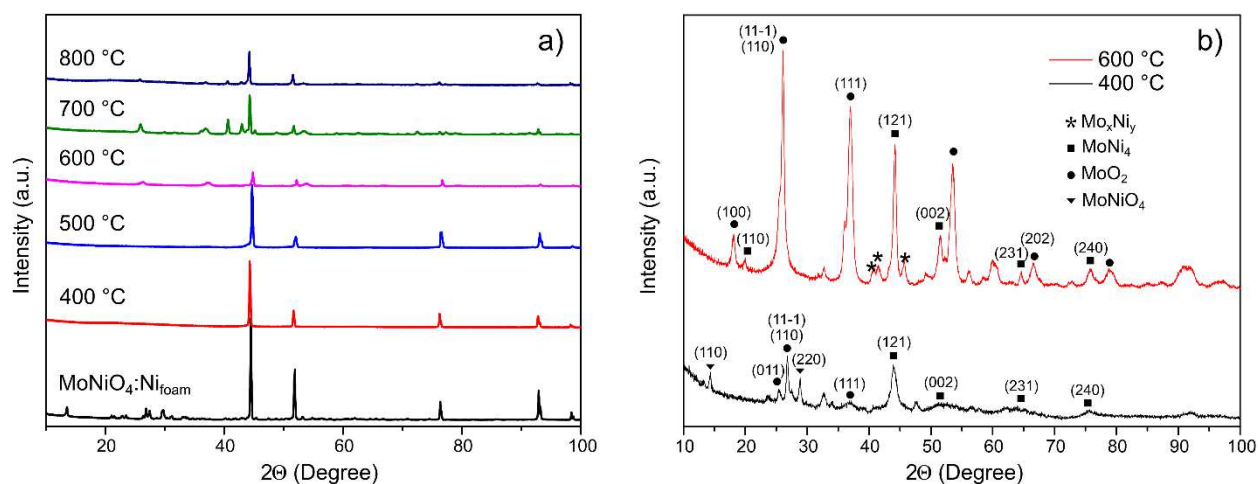 a)
800 °C
700 °C
600 °C
500 °C
400 °C
MoNiO₄:Ni_foam
Intensity (a.u.)
20 40 60 80 100
2Θ (Degree)
b)
600 °C
400 °C
MoₓNiᵧ
MoNi₄
MoO₂
MoNiO₄
(11-1)
(110)
(111)
(121)
(100)
(110)
(002)
(231)
(202)
(240)
(11-1)
(110)
(110)
(011)
(220)
(111)
(121)
(002)
(231)
(240)
Intensity (a.u.)
10 20 30 40 50 60 70 80 90 100
2Θ (Degree)